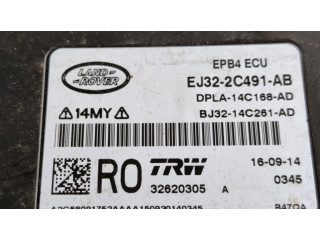 LAND ROVER
EPB4 ECU
EJ32-2C491-AB
DPLA-14C168-AD
14MY
BJ32-14C261-AD
RO
TRW
16-09-14
32620305 A
0345